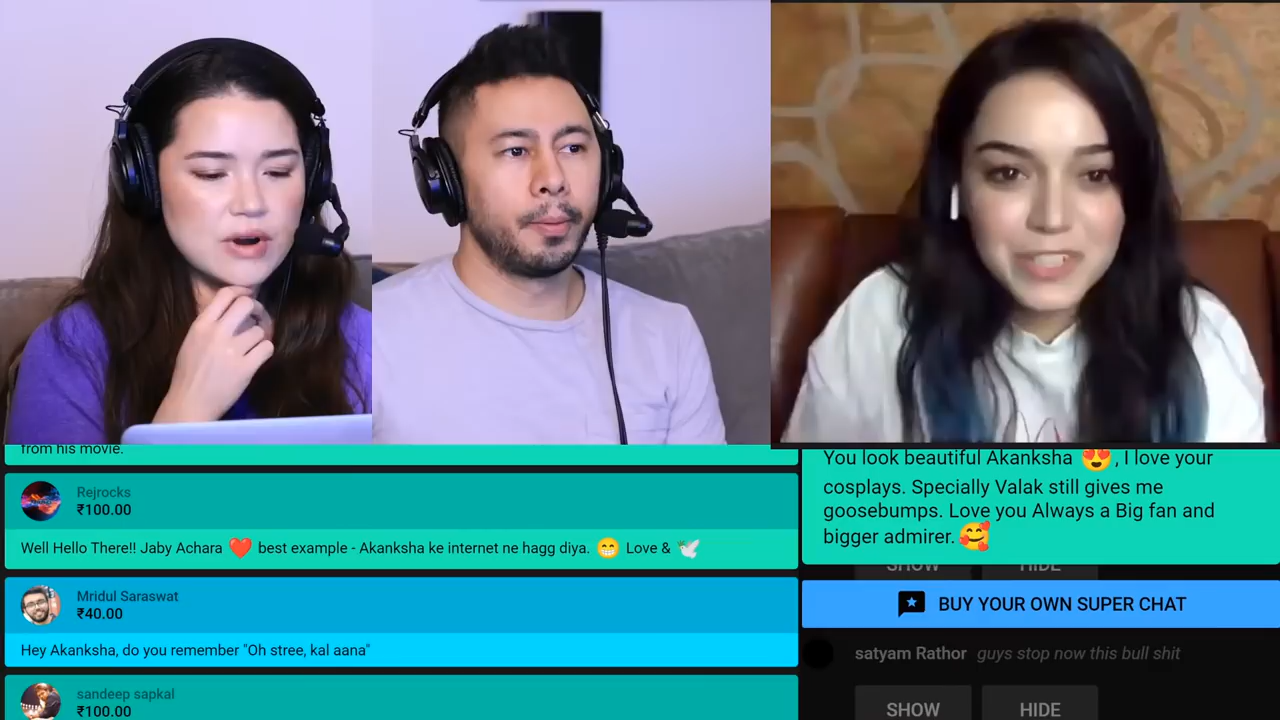 from his movie.
Rejrocks
₹100.00
Well Hello There!! Jaby Achara ❤️ best example - Akanksha ke internet ne hagg diya. 😁 Love & 🕊️
Mridul Saraswat
₹40.00
Hey Akanksha, do you remember "Oh stree, kal aana"
sandeep sapkal
₹100.00
You look beautiful Akanksha 😍, I love your
cosplays. Specially Valak still gives me
goosebumps. Love you Always a Big fan and
bigger admirer. 🥰
SHOW HIDE
BUY YOUR OWN SUPER CHAT
satyam Rathor guys stop now this bull shit
SHOW HIDE